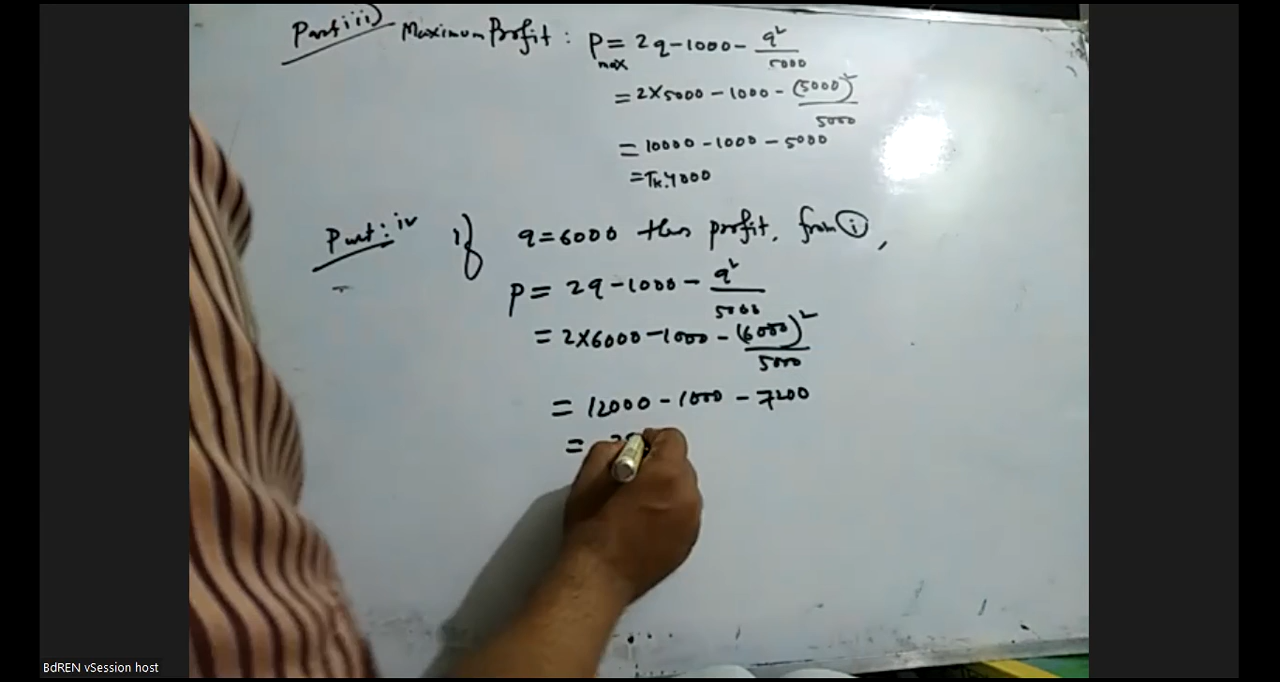 Part iii) Maximum Profit : Pmax = 2q-1000- q²/5000
= 2×5000-1000- (5000)²/5000
= 10000-1000-5000
= Tk.4000
Part: iv If q=6000 then profit, from (i),
P = 2q-1000- q²/5000
= 2×6000-1000- (6000)²/5000
= 12000-1000-7200
=
BdREN vSession host